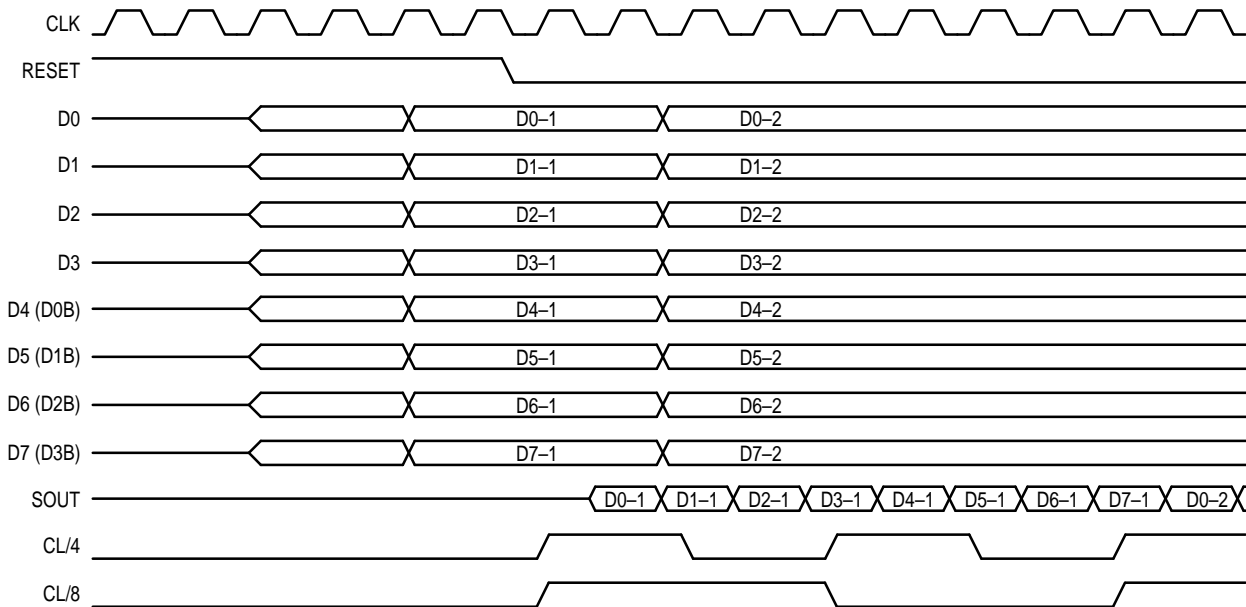 CLK
RESET
D0 D0–1 D0–2
D1 D1–1 D1–2
D2 D2–1 D2–2
D3 D3–1 D3–2
D4 (D0B) D4–1 D4–2
D5 (D1B) D5–1 D5–2
D6 (D2B) D6–1 D6–2
D7 (D3B) D7–1 D7–2
SOUT D0–1 D1–1 D2–1 D3–1 D4–1 D5–1 D6–1 D7–1 D0–2
CL/4
CL/8